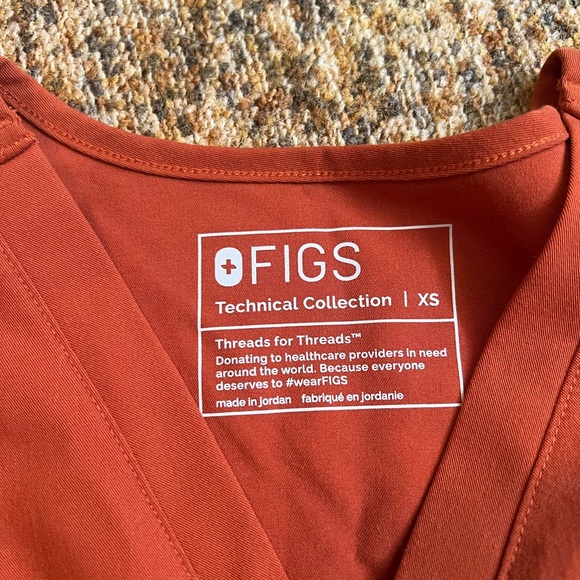 FIGS
Technical Collection | XS
Threads for Threads™
Donating to healthcare providers in need
around the world. Because everyone
deserves to #wearFIGS
made in jordan fabriqué en jordanie